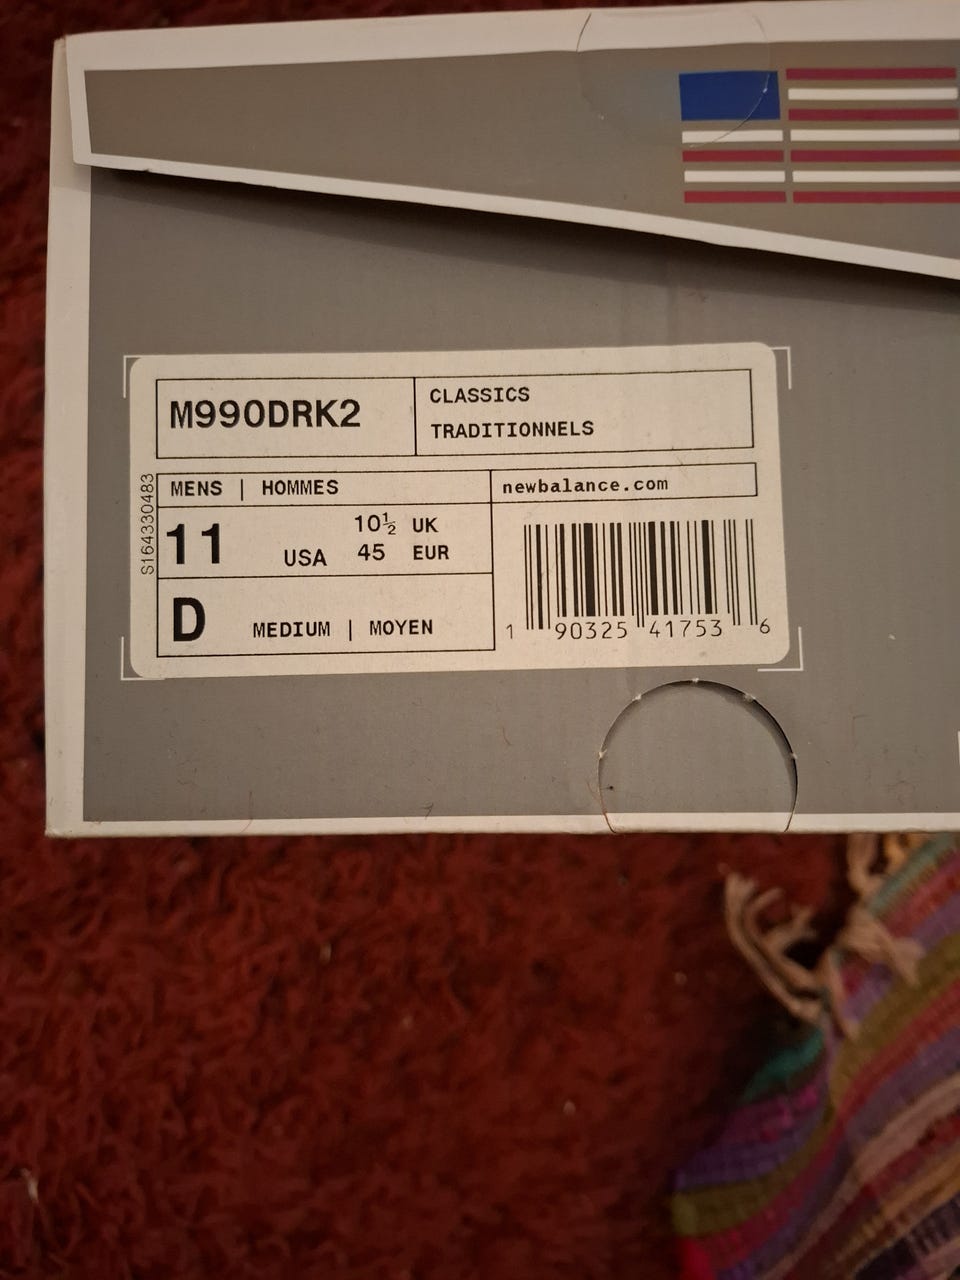 M990DRK2
CLASSICS
TRADITIONNELS
MENS | HOMMES
newbalance.com
11 USA
10½ UK
45 EUR
D MEDIUM | MOYEN
S164330483
1 90325 41753 6